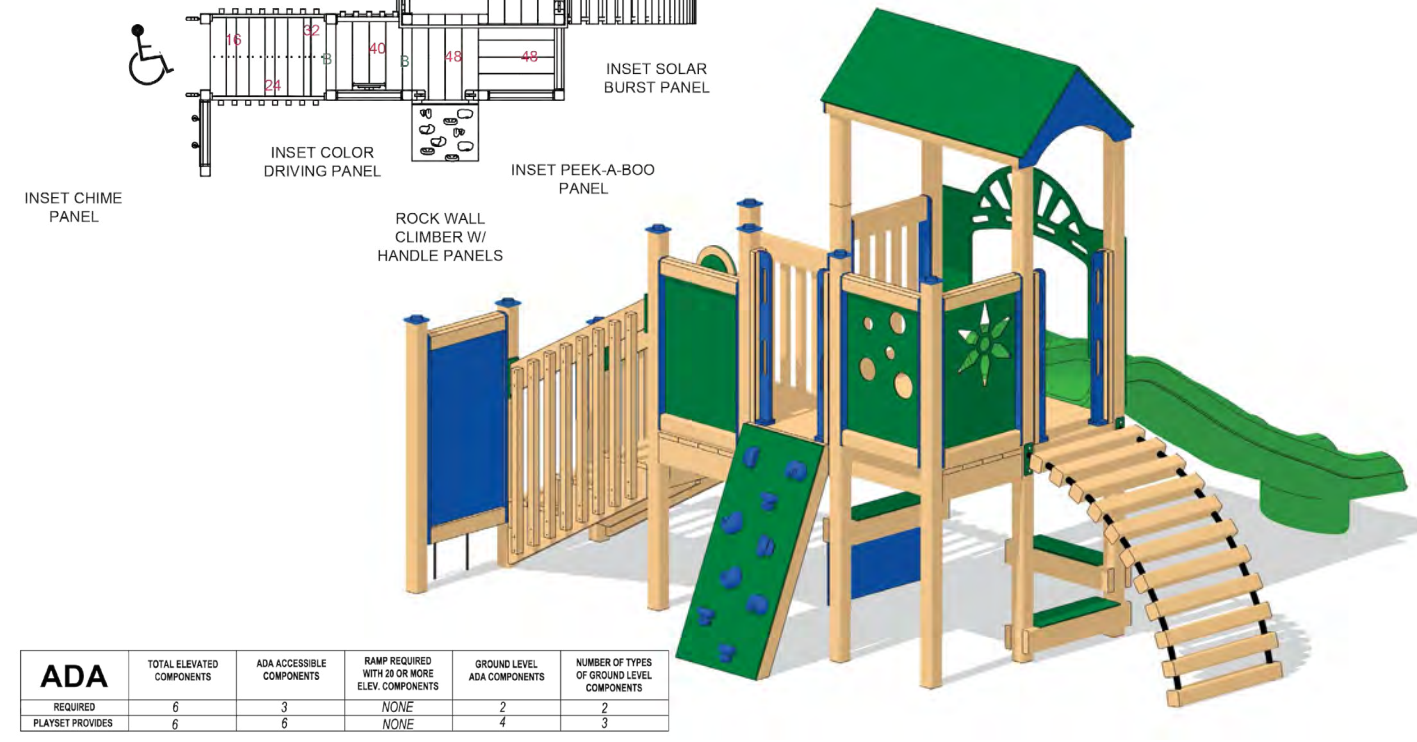 16
32
B
40
B
48
48
24
INSET SOLAR
BURST PANEL
INSET COLOR
DRIVING PANEL
INSET PEEK-A-BOO
PANEL
INSET CHIME
PANEL
ROCK WALL
CLIMBER W/
HANDLE PANELS
ADA
TOTAL ELEVATED
COMPONENTS
ADA ACCESSIBLE
COMPONENTS
RAMP REQUIRED
WITH 20 OR MORE
ELEV. COMPONENTS
GROUND LEVEL
ADA COMPONENTS
NUMBER OF TYPES
OF GROUND LEVEL
COMPONENTS
REQUIRED 6 3 NONE 2 2
PLAYSET PROVIDES 6 6 NONE 4 3